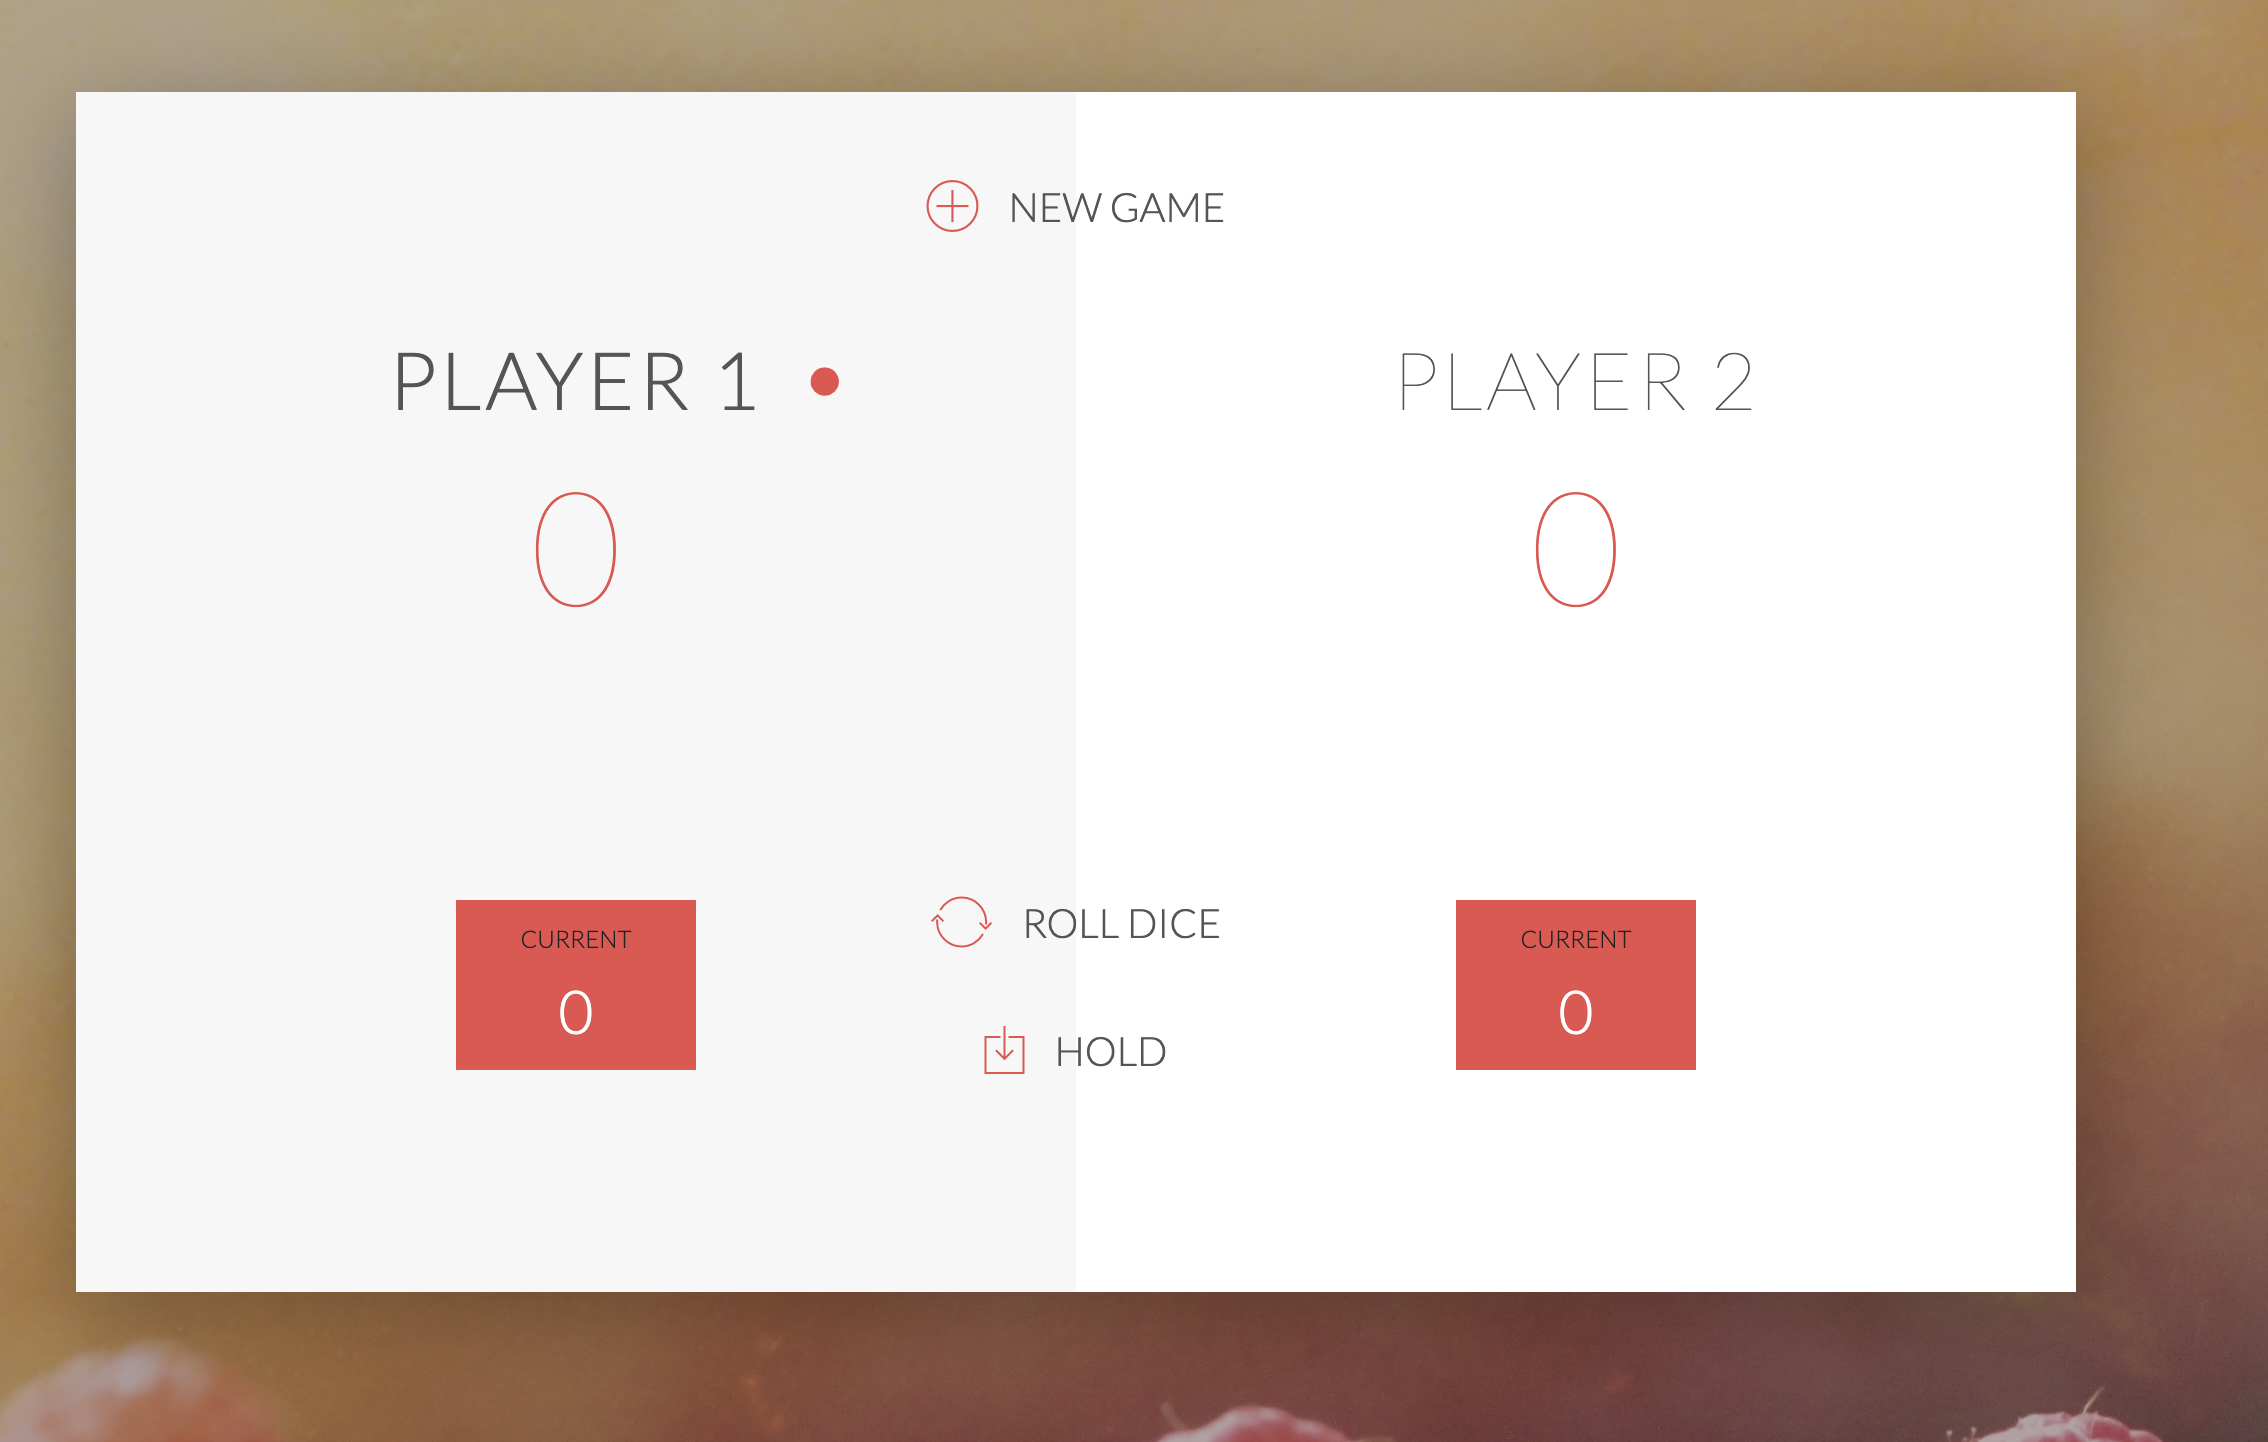 NEW GAME
PLAYER 1
0
PLAYER 2
0
CURRENT
0
ROLL DICE
HOLD
CURRENT
0